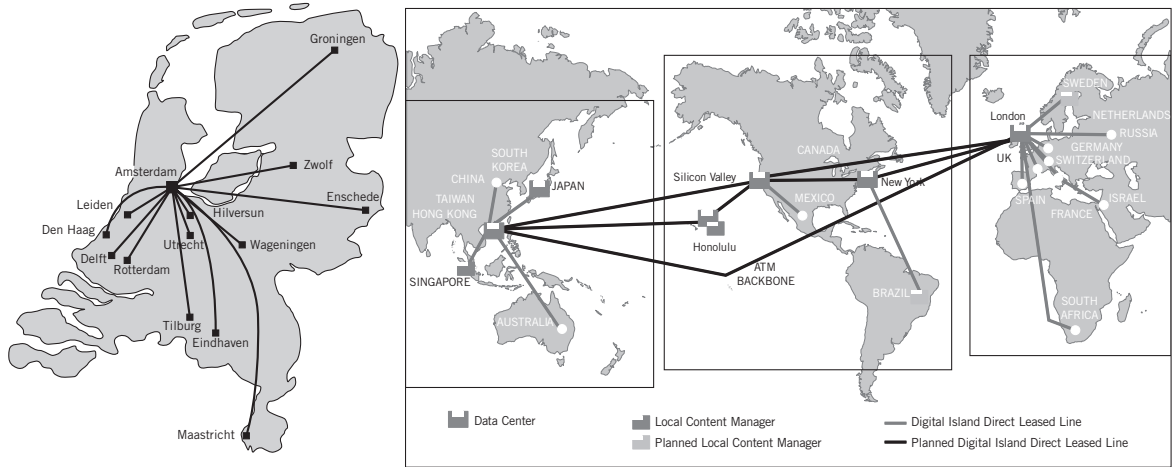 Groningen
Amsterdam
Zwolf
Leiden
Hilversun
Enschede
Den Haag
Utrecht
Wageningen
Delft
Rotterdam
Tilburg
Eindhaven
Maastricht
SOUTH
KOREA
CHINA
JAPAN
TAIWAN
HONG KONG
SINGAPORE
AUSTRALIA
CANADA
Silicon Valley
New York
MEXICO
Honolulu
ATM
BACKBONE
BRAZIL
SWEDEN
London
NETHERLANDS
RUSSIA
UK
GERMANY
SWITZERLAND
SPAIN
FRANCE
ISRAEL
SOUTH
AFRICA
Data Center
Local Content Manager
Planned Local Content Manager
Digital Island Direct Leased Line
Planned Digital Island Direct Leased Line